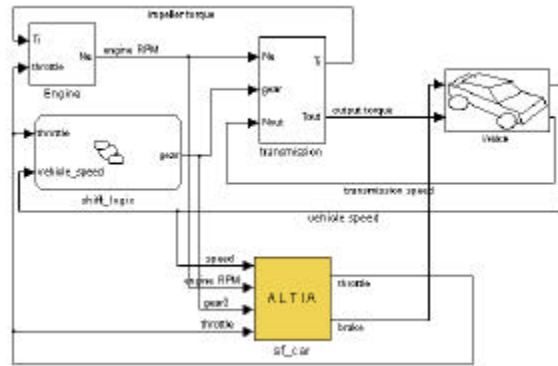 impeller torque
Ti
throttle
Ne
Engine
engine RPM
Ne
gear
Nout
Ti
Tout
transmission
output torque
Vehicle
throttle
vehicle_speed
gear
shift_logic
transmission speed
vehicle speed
speed
engine RPM
gear3
throttle
ALTIA
throttle
brake
sf_car